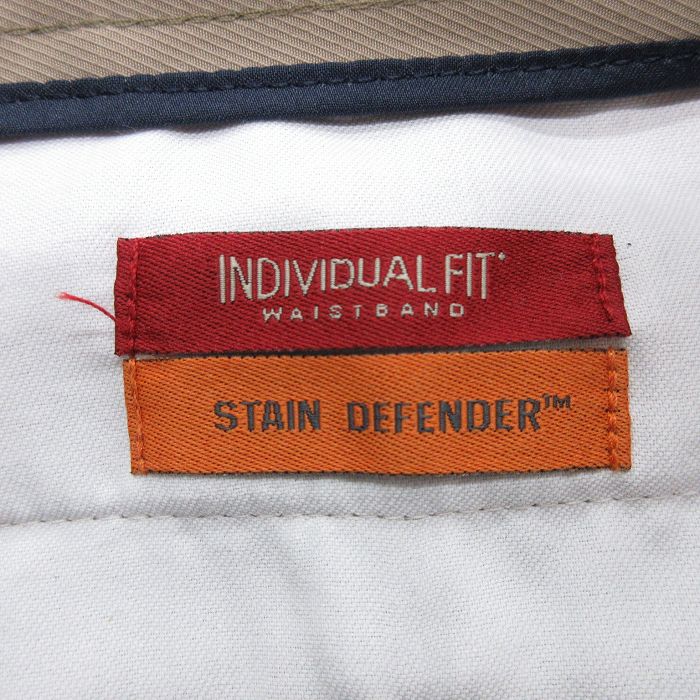 INDIVIDUAL FIT
WAISTBAND
STAIN DEFENDER™